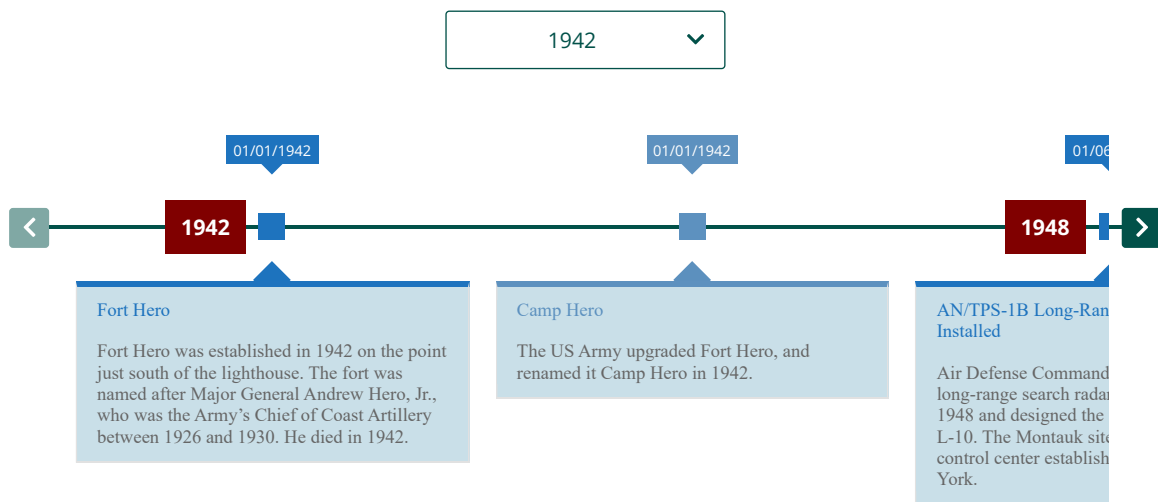 1942
01/01/1942
01/01/1942
01/06
1942
1948
Fort Hero
Fort Hero was established in 1942 on the point
just south of the lighthouse. The fort was
named after Major General Andrew Hero, Jr.,
who was the Army’s Chief of Coast Artillery
between 1926 and 1930. He died in 1942.
Camp Hero
The US Army upgraded Fort Hero, and
renamed it Camp Hero in 1942.
AN/TPS-1B Long-Ran
Installed
Air Defense Command
long-range search radar
1948 and designed the
L-10. The Montauk site
control center establish
York.